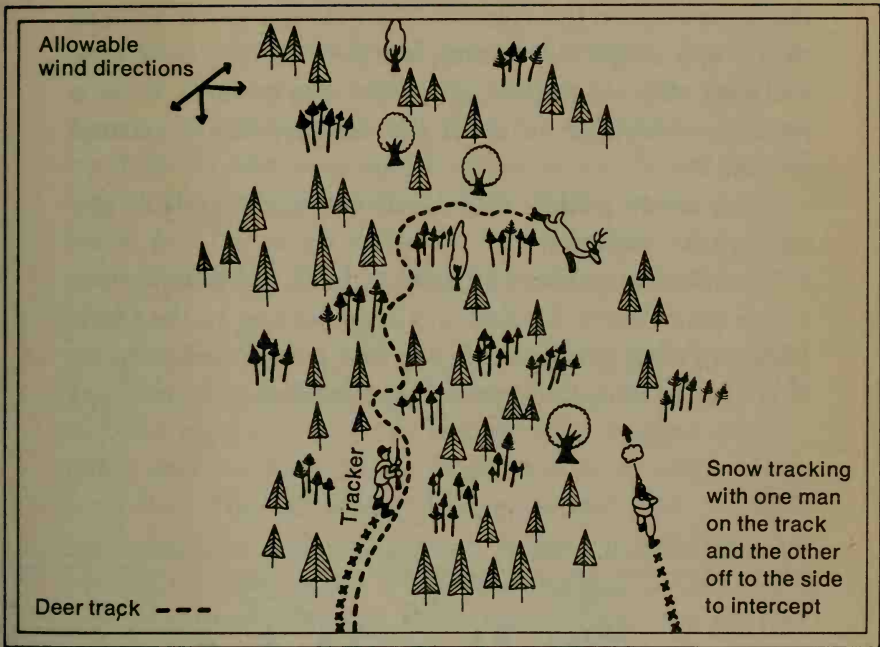 Allowable
wind directions
Tracker
Snow tracking
with one man
on the track
and the other
off to the side
to intercept
Deer track